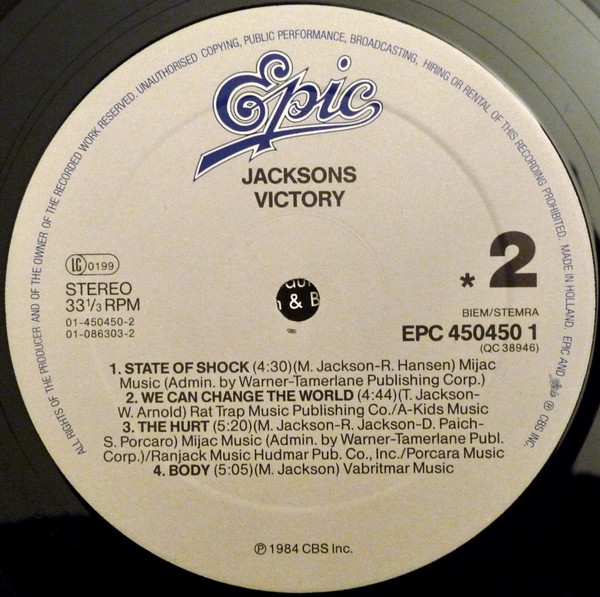 ALL RIGHTS OF THE PRODUCER AND OF THE OWNER OF THE RECORDED WORK RESERVED. UNAUTHORISED COPYING, PUBLIC PERFORMANCE, BROADCASTING, HIRING OR RENTAL OF THIS RECORDING PROHIBITED. MADE IN HOLLAND. EPIC AND ℗ CBS INC.
Epic
JACKSONS
VICTORY
LC 0199
STEREO
33 1/3 RPM
01-450450-2
01-086303-2
* 2
BIEM/STEMRA
EPC 450450 1
(QC 38946)
& B
1. STATE OF SHOCK (4:30)(M. Jackson-R. Hansen) Mijac
Music (Admin. by Warner-Tamerlane Publishing Corp.)
2. WE CAN CHANGE THE WORLD (4:44)(T. Jackson-
W. Arnold) Rat Trap Music Publishing Co./A-Kids Music
3. THE HURT (5:20)(M. Jackson-R. Jackson-D. Paich-
S. Porcaro) Mijac Music (Admin. by Warner-Tamerlane Publ.
Corp.)/Ranjack Music Hudmar Pub. Co., Inc./Porcara Music
4. BODY (5:05)(M. Jackson) Vabritmar Music
℗ 1984 CBS Inc.